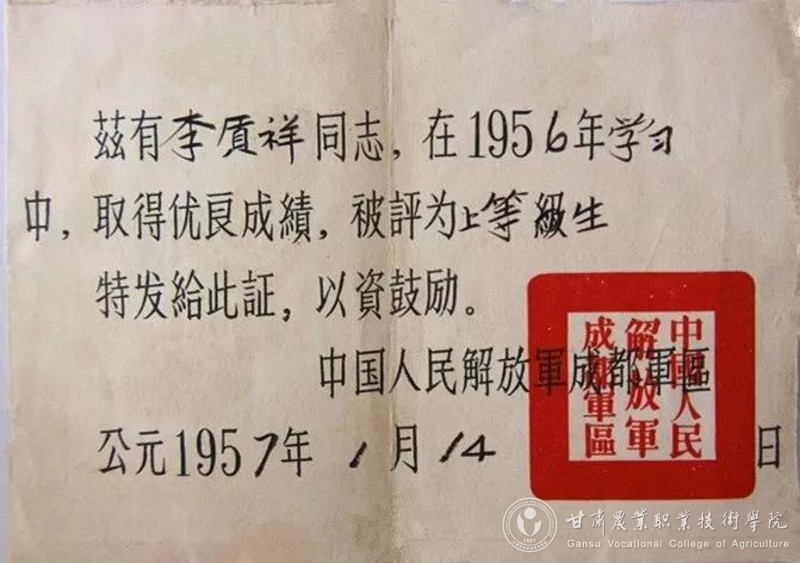 茲有李質祥同志，在1956年学习
中，取得优良成績，被評为上等級生
特发給此証，以資鼓励。
中国人民解放軍成都軍區
公元1957年1月14日
中國人民
解放軍
成都軍區
甘肃農業職業技術學院
Gansu Vocational College of Agriculture
1907